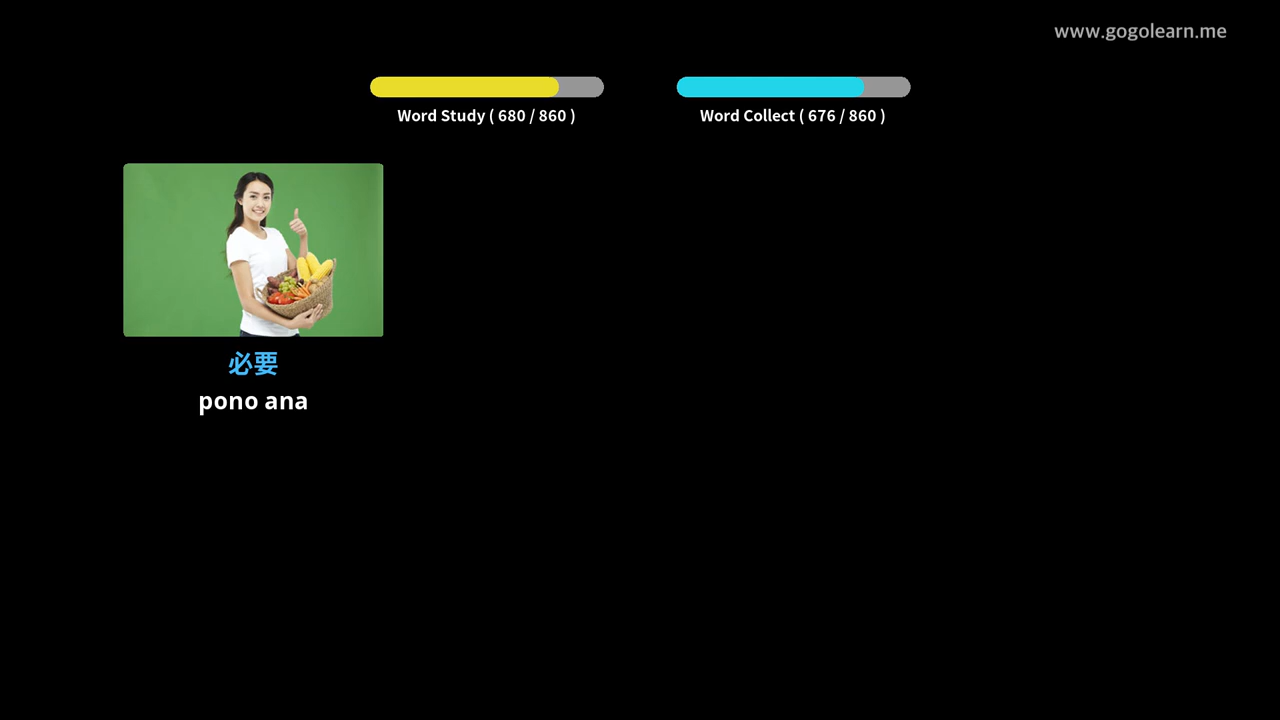 www.gogolearn.me
Word Study ( 680 / 860 )
Word Collect ( 676 / 860 )
必要
pono ana